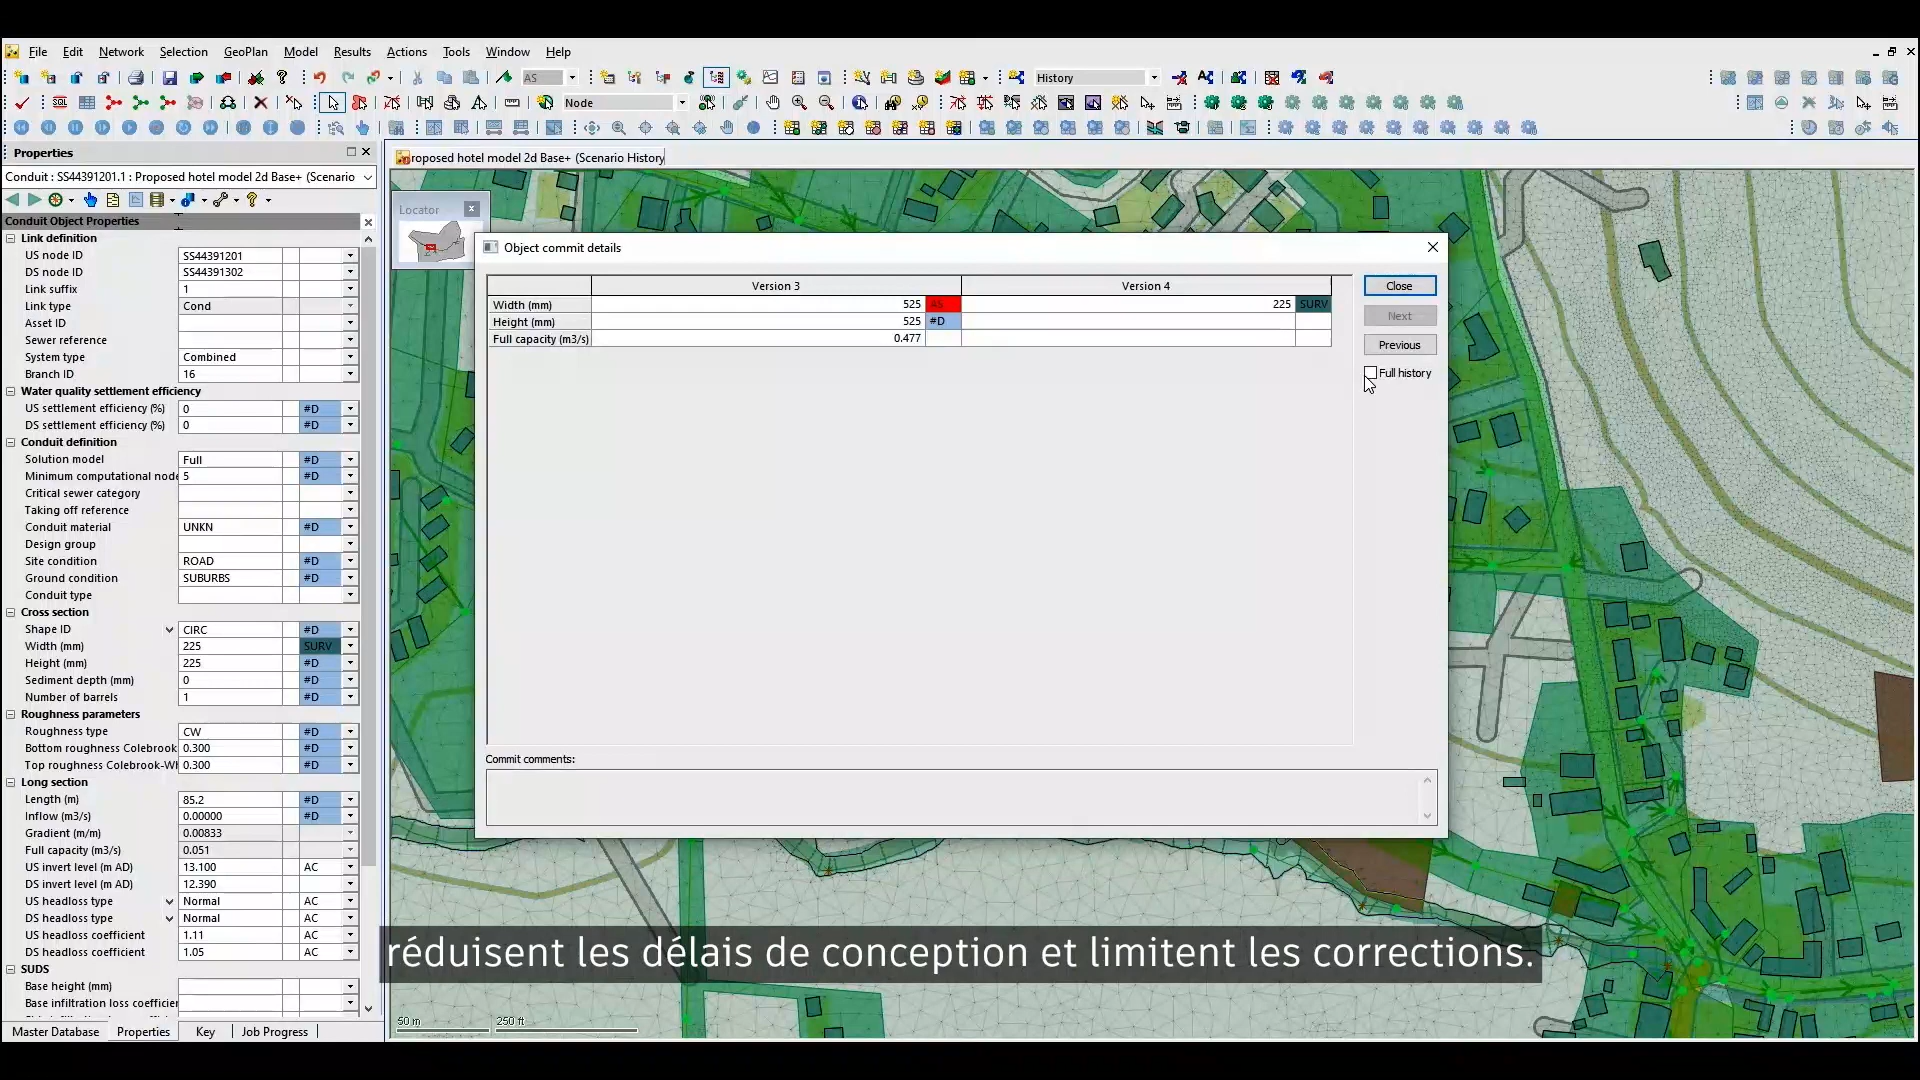 File Edit Network Selection GeoPlan Model Results Actions Tools Window Help
AS History
SQL Node
Properties
roposed hotel model 2d Base+ (Scenario History
Conduit : SS44391201.1 : Proposed hotel model 2d Base+ (Scenario
Conduit Object Properties
Link definition
US node ID SS44391201
DS node ID SS44391302
Link suffix 1
Link type Cond
Asset ID
Sewer reference
System type Combined
Branch ID 16
Water quality settlement efficiency
US settlement efficiency (%) 0 #D
DS settlement efficiency (%) 0 #D
Conduit definition
Solution model Full #D
Minimum computational node 5 #D
Critical sewer category
Taking off reference
Conduit material UNKN #D
Design group
Site condition ROAD #D
Ground condition SUBURBS #D
Conduit type
Cross section
Shape ID CIRC #D
Width (mm) 225 SURV
Height (mm) 225 #D
Sediment depth (mm) 0 #D
Number of barrels 1 #D
Roughness parameters
Roughness type CW #D
Bottom roughness Colebrook 0.300 #D
Top roughness Colebrook-Wh 0.300 #D
Long section
Length (m) 85.2 #D
Inflow (m3/s) 0.00000 #D
Gradient (m/m) 0.00833
Full capacity (m3/s) 0.051
US invert level (m AD) 13.100 AC
DS invert level (m AD) 12.390
US headloss type Normal AC
DS headloss type Normal AC
US headloss coefficient 1.11 AC
DS headloss coefficient 1.05 AC
SUDS
Base height (mm)
Base infiltration loss coefficier
Master Database Properties Key Job Progress
Locator
Object commit details
Version 3 Version 4
Width (mm) 525 AS 225 SURV
Height (mm) 525 #D
Full capacity (m3/s) 0.477
Close
Next
Previous
Full history
Commit comments:
réduisent les délais de conception et limitent les corrections.
50 m 250 ft